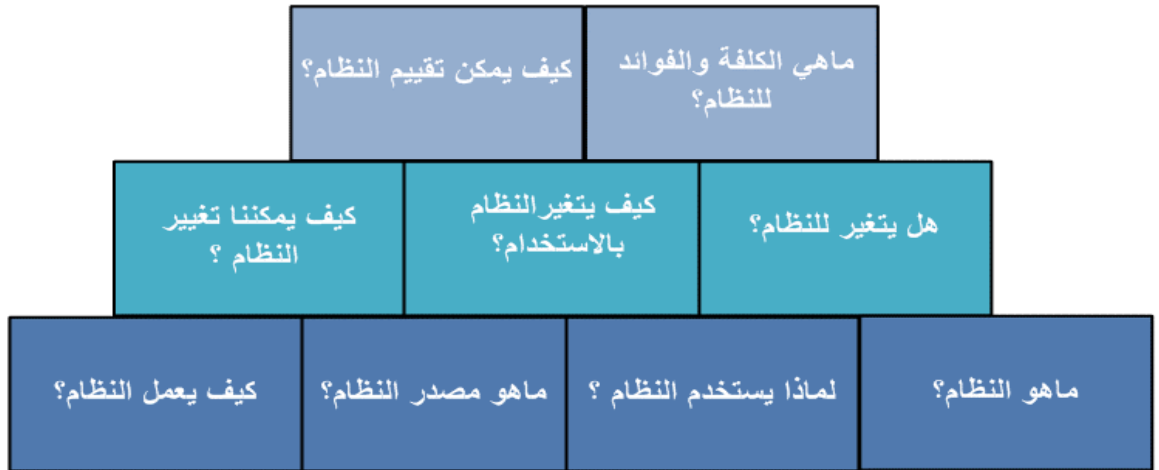 ماهي الكلفة والفوائد
للنظام؟
كيف يمكن تقييم النظام؟
هل يتغير للنظام؟
كيف يتغيرالنظام
بالاستخدام؟
كيف يمكننا تغيير
النظام ؟
ماهو النظام؟
لماذا يستخدم النظام ؟
ماهو مصدر النظام؟
كيف يعمل النظام؟